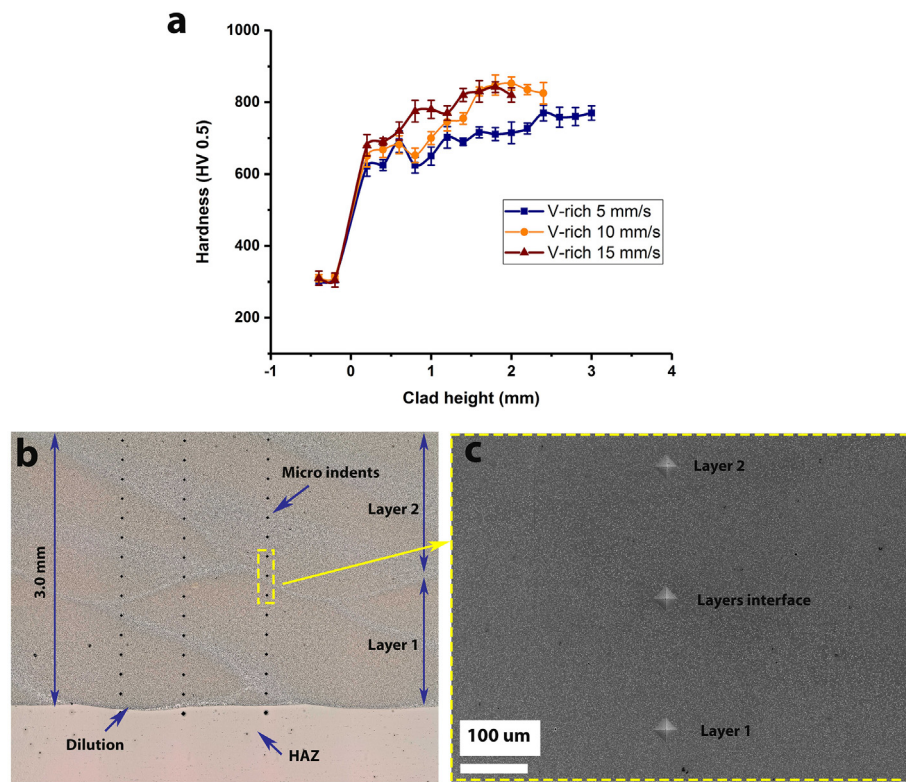 a
1000
800
600
400
200
Hardness (HV 0.5)
V-rich 5 mm/s
V-rich 10 mm/s
V-rich 15 mm/s
-1
0
1
2
3
4
Clad height (mm)
b
Micro indents
Layer 2
3.0 mm
Layer 1
Dilution
HAZ
c
Layer 2
Layers interface
Layer 1
100 um